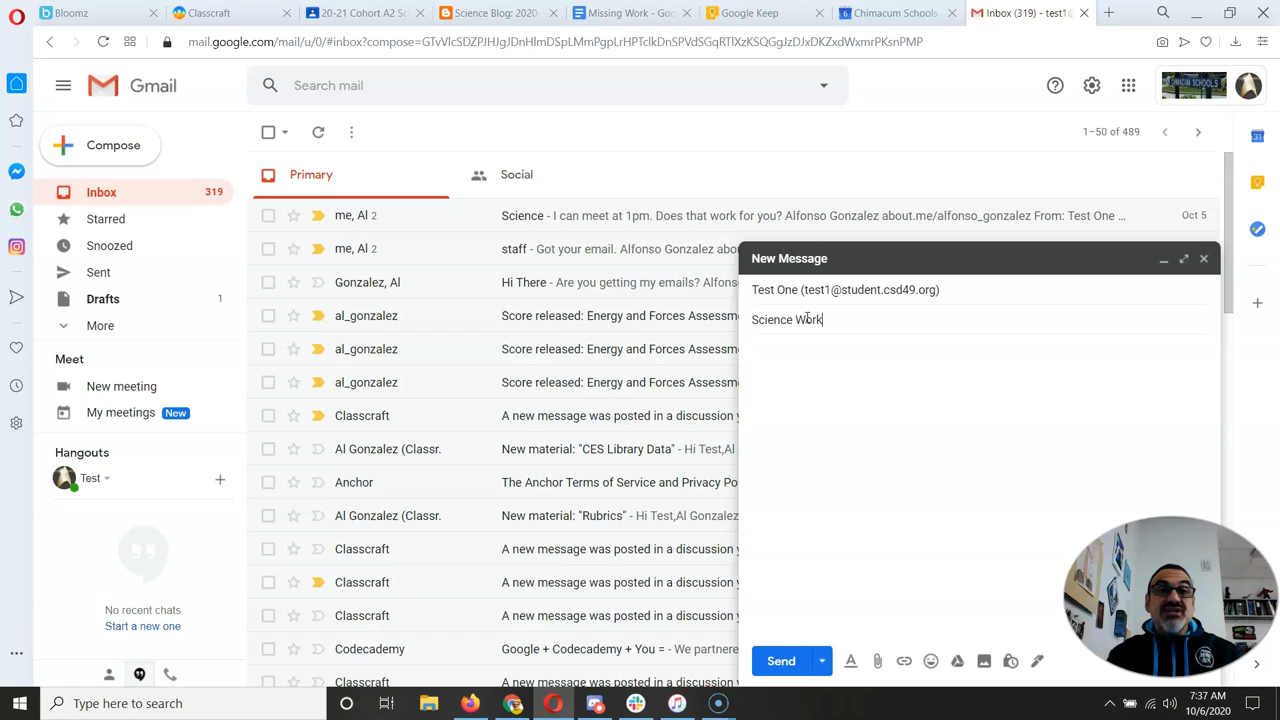 Bloomz
Classcraft
20-21 Cohort A2 Sc
Science Blog: 2020-
Missing Work - Goo
Google Keep
Chimacum Schools
Inbox (319) - test1@
mail.google.com/mail/u/0/#inbox?compose=GTvVlcSDZPJHJgJDnHlmDSpLMmPgpLrHPTclkDnSPVdSGqRTlXzKSQGgJzDJxDKZxdWxmrPKsnPMP
Gmail
Search mail
CHIMACUM SCHOOLS
Compose
1–50 of 489
Inbox 319
Primary
Social
Starred
me, Al 2 Science - I can meet at 1pm. Does that work for you? Alfonso Gonzalez about.me/alfonso_gonzalez From: Test One ... Oct 5
Snoozed
me, Al 2 staff - Got your email. Alfonso Gonzalez abo
New Message
Sent
Gonzalez, Al Hi There - Are you getting my emails? Alfons
Test One (test1@student.csd49.org)
Drafts 1
al_gonzalez Score released: Energy and Forces Assessm
Science Work
More
al_gonzalez Score released: Energy and Forces Assessm
Meet
al_gonzalez Score released: Energy and Forces Assessm
New meeting
My meetings New
Classcraft A new message was posted in a discussion y
Hangouts
Al Gonzalez (Classr. New material: "CES Library Data" - Hi Test,Al
Test
Anchor The Anchor Terms of Service and Privacy Po
Al Gonzalez (Classr. New material: "Rubrics" - Hi Test,Al Gonzalez
Classcraft A new message was posted in a discussion y
Classcraft A new message was posted in a discussion y
No recent chats
Start a new one
Classcraft A new message was posted in a discussion y
Codecademy Google + Codecademy + You = - We partnere
Send
Classcraft A new message was posted in a discussion y
Type here to search
7:37 AM
10/6/2020